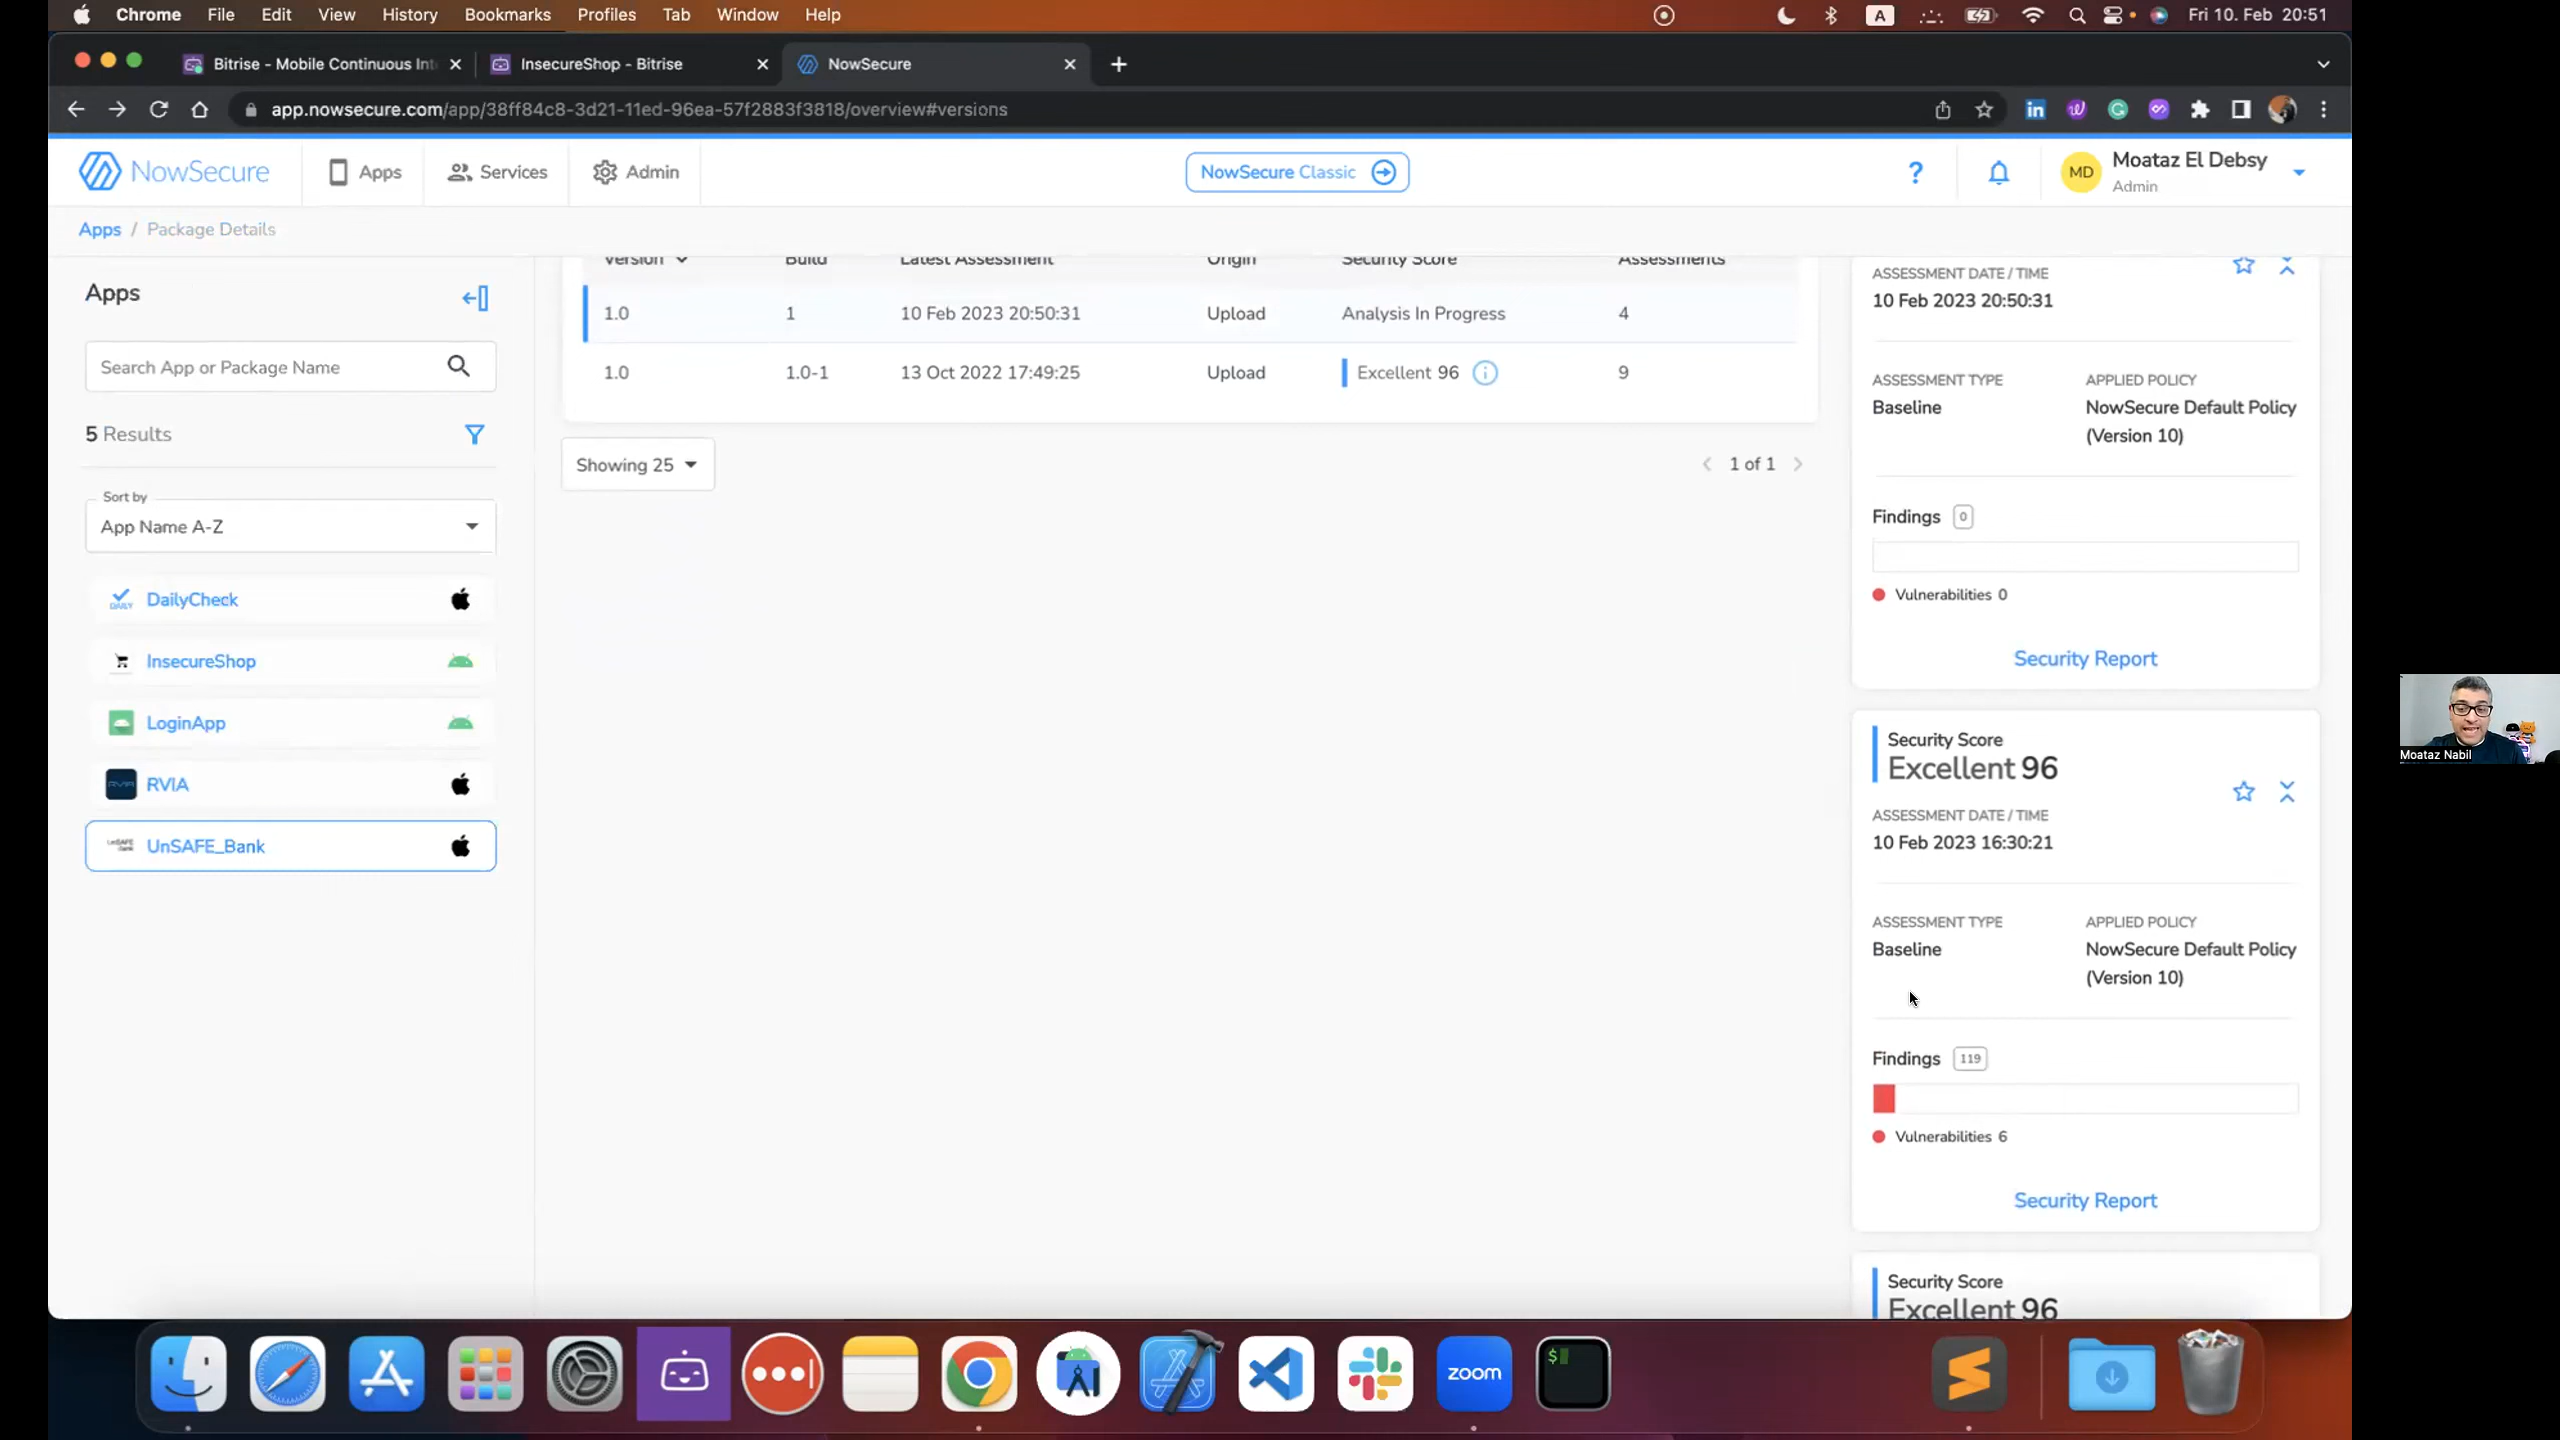 Chrome File Edit View History Bookmarks Profiles Tab Window Help
A
Fri 10. Feb 20:51
Bitrise - Mobile Continuous Int
InsecureShop - Bitrise
NowSecure
app.nowsecure.com/app/38ff84c8-3d21-11ed-96ea-57f2883f3818/overview#versions
NowSecure
Apps
Services
Admin
NowSecure Classic
?
MD
Moataz El Debsy
Admin
Apps / Package Details
Apps
Search App or Package Name
5 Results
Sort by
App Name A-Z
DailyCheck
InsecureShop
LoginApp
RVIA
UnSAFE_Bank
Version Build Latest Assessment Origin Security Score Assessments
1.0 1 10 Feb 2023 20:50:31 Upload Analysis In Progress 4
1.0 1.0-1 13 Oct 2022 17:49:25 Upload Excellent 96 9
Showing 25
1 of 1
ASSESSMENT DATE / TIME
10 Feb 2023 20:50:31
ASSESSMENT TYPE APPLIED POLICY
Baseline NowSecure Default Policy
(Version 10)
Findings 0
Vulnerabilities 0
Security Report
Security Score
Excellent 96
ASSESSMENT DATE / TIME
10 Feb 2023 16:30:21
ASSESSMENT TYPE APPLIED POLICY
Baseline NowSecure Default Policy
(Version 10)
Findings 119
Vulnerabilities 6
Security Report
Security Score
Excellent 96
Moataz Nabil
zoom
$